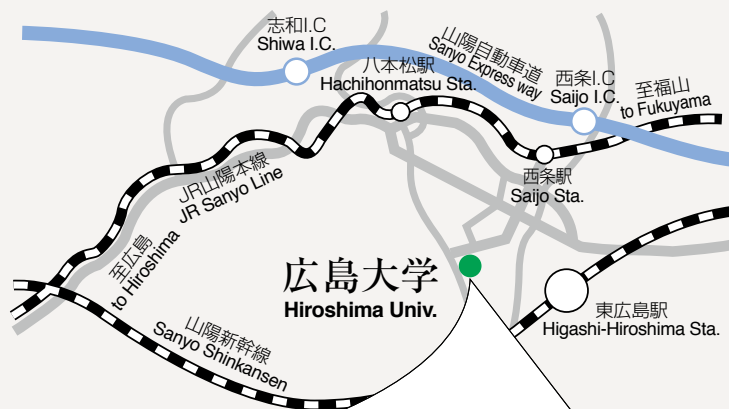 志和I.C
Shiwa I.C.
山陽自動車道
Sanyo Express way
八本松駅
Hachihonmatsu Sta.
西条I.C
Saijo I.C.
至福山
to Fukuyama
西条駅
Saijo Sta.
JR山陽本線
JR Sanyo Line
至広島
to Hiroshima
広島大学
Hiroshima Univ.
東広島駅
Higashi-Hiroshima Sta.
山陽新幹線
Sanyo Shinkansen